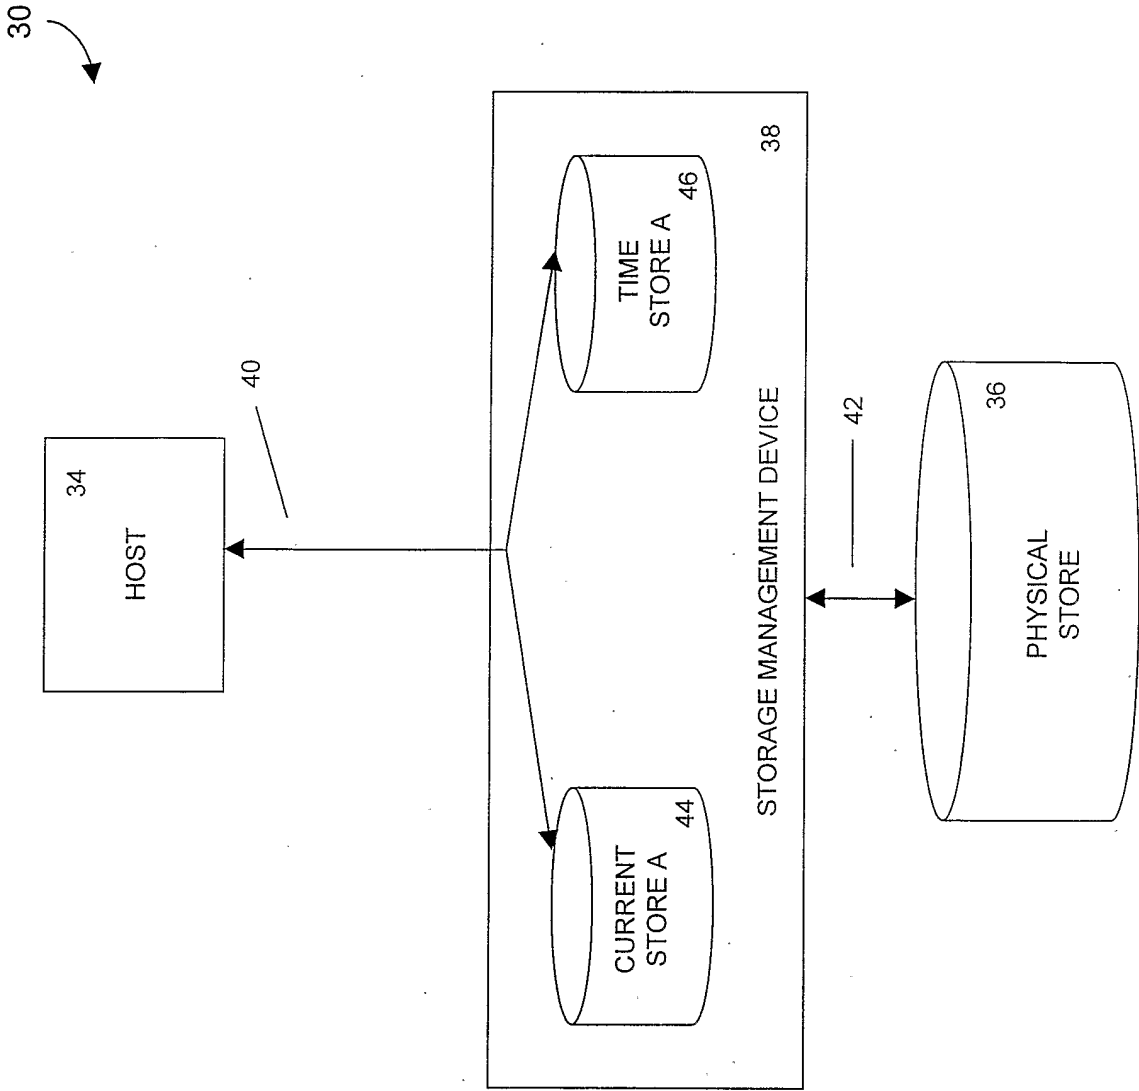 30
34
HOST
40
38
46
TIME
STORE A
44
CURRENT
STORE A
STORAGE MANAGEMENT DEVICE
42
36
PHYSICAL
STORE